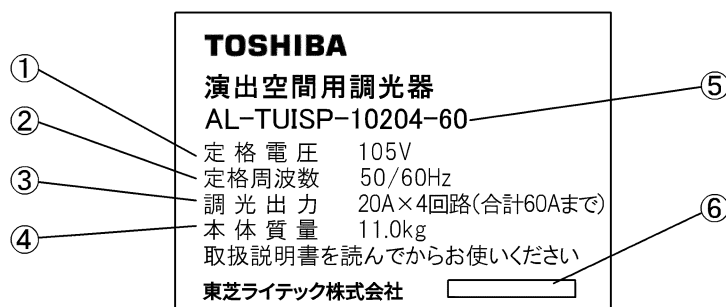 TOSHIBA
演出空間用調光器
AL-TUISP-10204-60
① 定格電圧 105V
② 定格周波数 50/60Hz
③ 調光出力 20A×4回路(合計60Aまで)
④ 本体質量 11.0kg
⑤
⑥
取扱説明書を読んでからお使いください
東芝ライテック株式会社